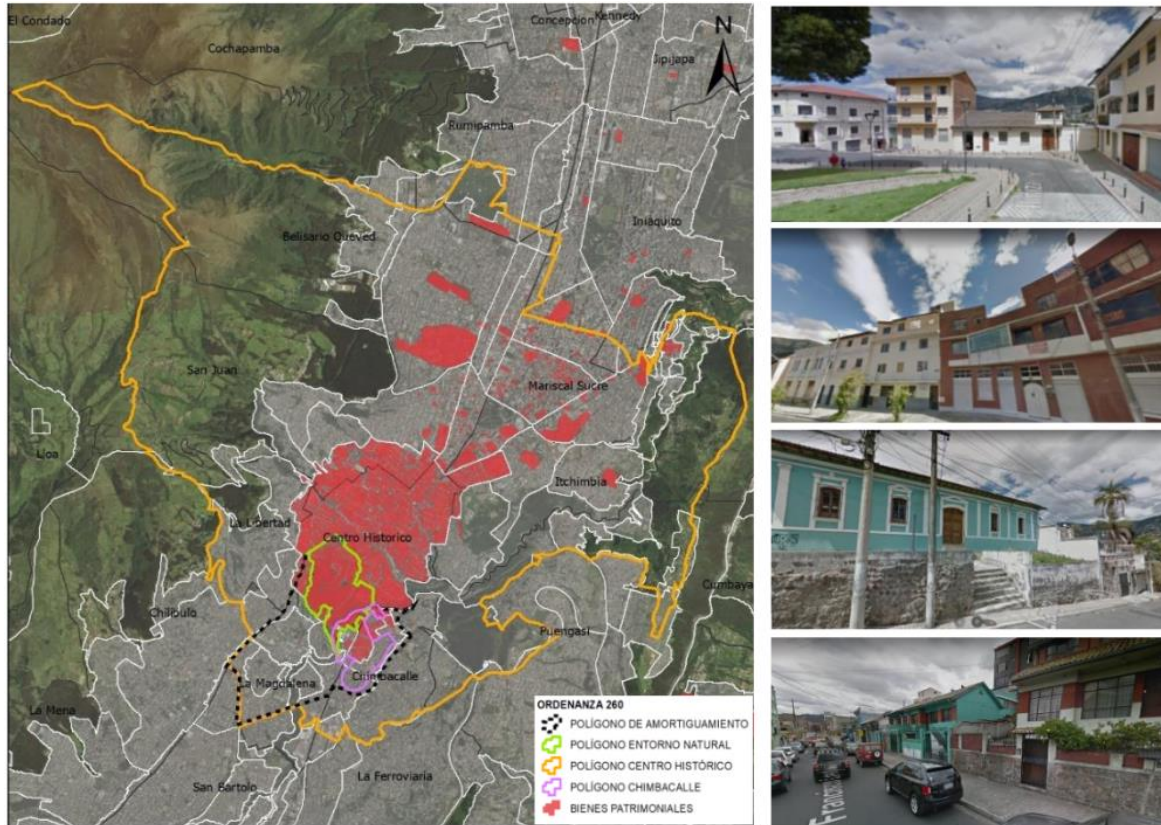 El Condado
Cochapamba
Concepcion
Kennedy
N
Jipijapa
Rumipamba
Iñaquito
Belisario Queved
San Juan
Mariscal Sucre
Lloa
Itchimbia
La Libertad
Centro Historico
Cumbaya
Chilibulo
Puengasi
La Magdalena
Chimbacalle
La Mena
San Bartolo
La Ferroviaria
ORDENANZA 260
POLÍGONO DE AMORTIGUAMIENTO
POLÍGONO ENTORNO NATURAL
POLÍGONO CENTRO HISTÓRICO
POLÍGONO CHIMBACALLE
BIENES PATRIMONIALES